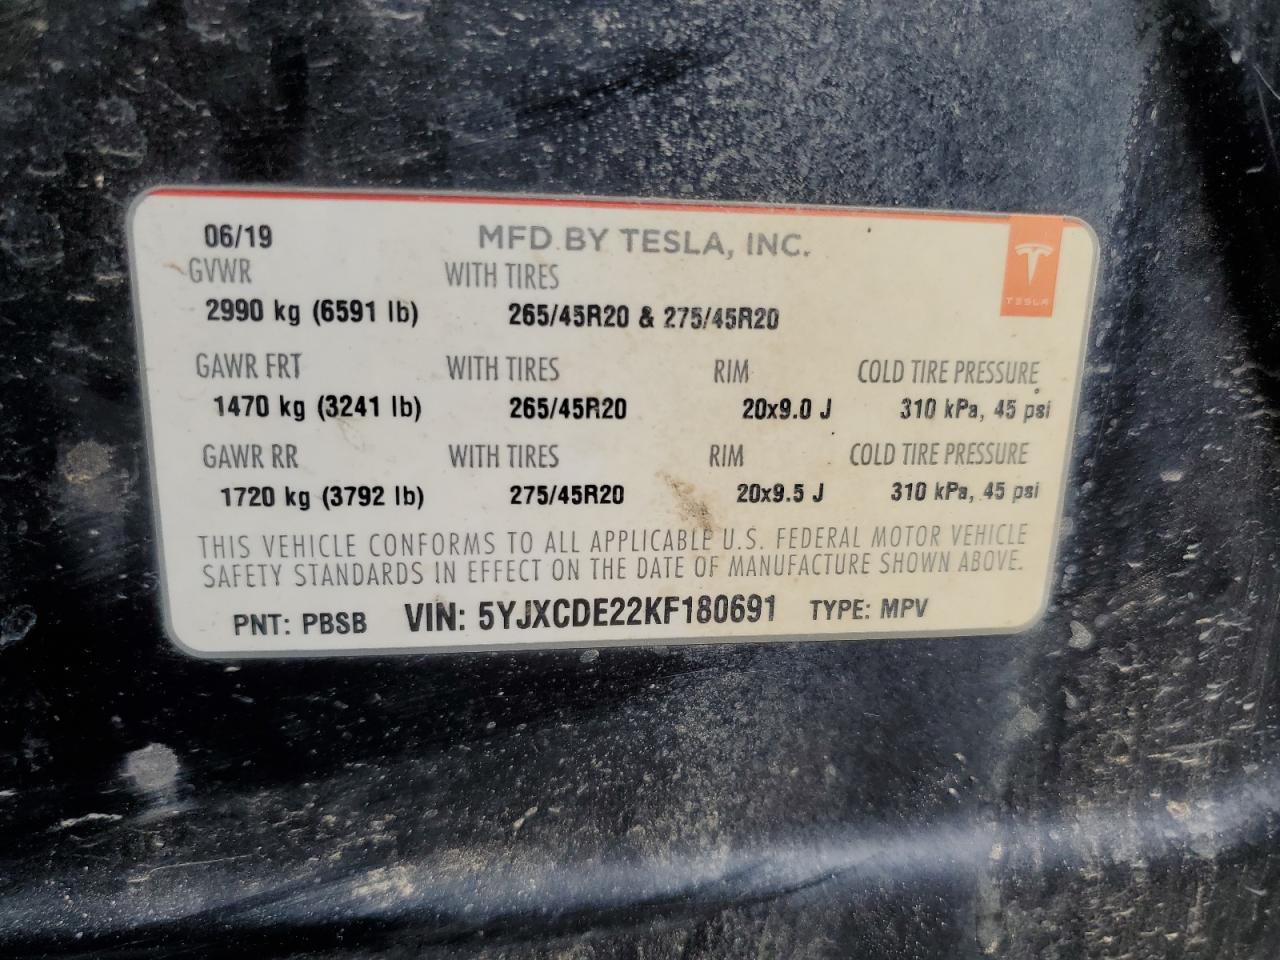 06/19 MFD BY TESLA, INC.
GVWR WITH TIRES
2990 kg (6591 lb) 265/45R20 & 275/45R20
TESLA
GAWR FRT WITH TIRES RIM COLD TIRE PRESSURE
1470 kg (3241 lb) 265/45R20 20x9.0 J 310 kPa, 45 psi
GAWR RR WITH TIRES RIM COLD TIRE PRESSURE
1720 kg (3792 lb) 275/45R20 20x9.5 J 310 kPa, 45 psi
THIS VEHICLE CONFORMS TO ALL APPLICABLE U.S. FEDERAL MOTOR VEHICLE
SAFETY STANDARDS IN EFFECT ON THE DATE OF MANUFACTURE SHOWN ABOVE.
PNT: PBSB VIN: 5YJXCDE22KF180691 TYPE: MPV